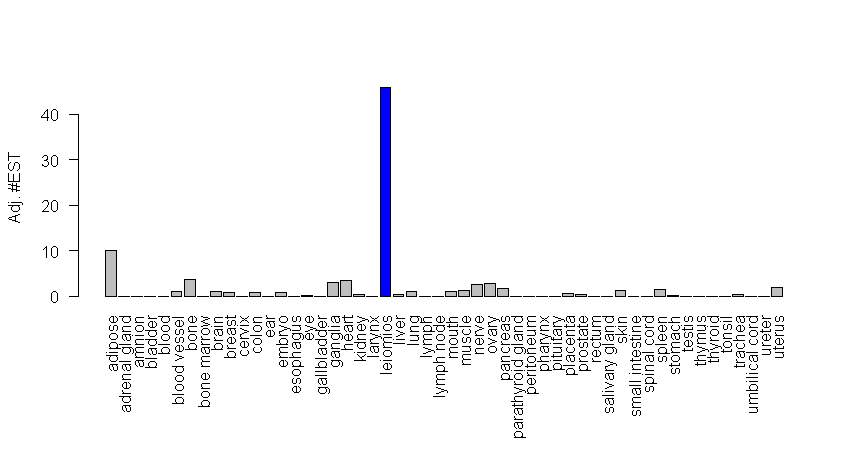 Adj. #EST
40
30
20
10
0
adipose
adrenal gland
amnion
bladder
blood
blood vessel
bone
bone marrow
brain
breast
cervix
colon
ear
embryo
esophagus
eye
gallbladder
ganglia
heart
kidney
larynx
leiomios
liver
lung
lymph
lymph node
mouth
muscle
nerve
ovary
pancreas
parathyroid gland
peritoneum
pharynx
pituitary
placenta
prostate
rectum
salivary gland
skin
small intestine
spinal cord
spleen
stomach
testis
thymus
thyroid
tonsil
trachea
umbilical cord
ureter
uterus